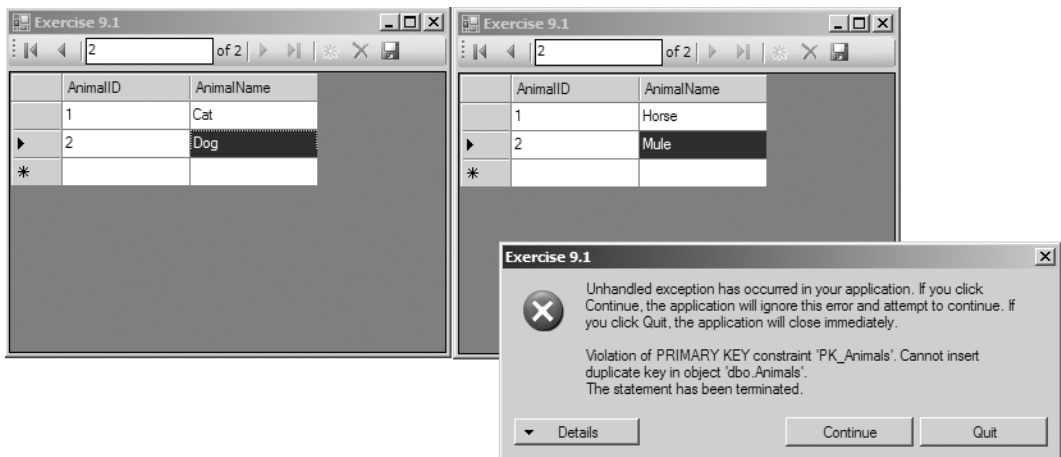 Exercise 9.1
2 of 2
AnimalID AnimalName
1 Cat
2 Dog
Exercise 9.1
2 of 2
AnimalID AnimalName
1 Horse
2 Mule
Exercise 9.1
Unhandled exception has occurred in your application. If you click
Continue, the application will ignore this error and attempt to continue. If
you click Quit, the application will close immediately.
Violation of PRIMARY KEY constraint 'PK_Animals'. Cannot insert
duplicate key in object 'dbo.Animals'.
The statement has been terminated.
Details Continue Quit